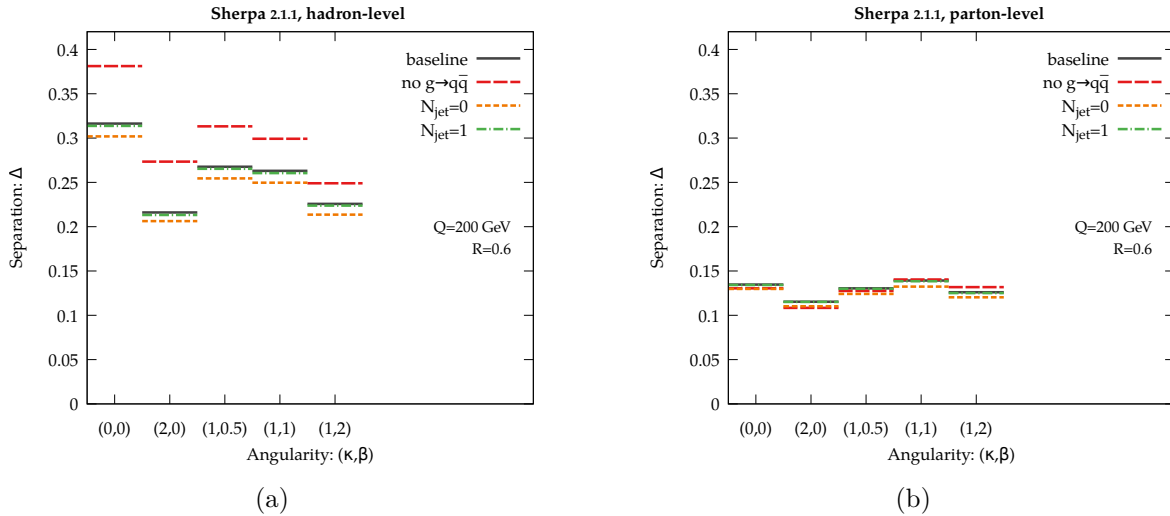 Sherpa 2.1.1, hadron-level
Separation: Δ
0.4
0.35
0.3
0.25
0.2
0.15
0.1
0.05
0
baseline
no g→qq̅
N_jet=0
N_jet=1
Q=200 GeV
R=0.6
(0,0) (2,0) (1,0.5) (1,1) (1,2)
Angularity: (κ,β)
(a)
Sherpa 2.1.1, parton-level
Separation: Δ
0.4
0.35
0.3
0.25
0.2
0.15
0.1
0.05
0
baseline
no g→qq̅
N_jet=0
N_jet=1
Q=200 GeV
R=0.6
(0,0) (2,0) (1,0.5) (1,1) (1,2)
Angularity: (κ,β)
(b)